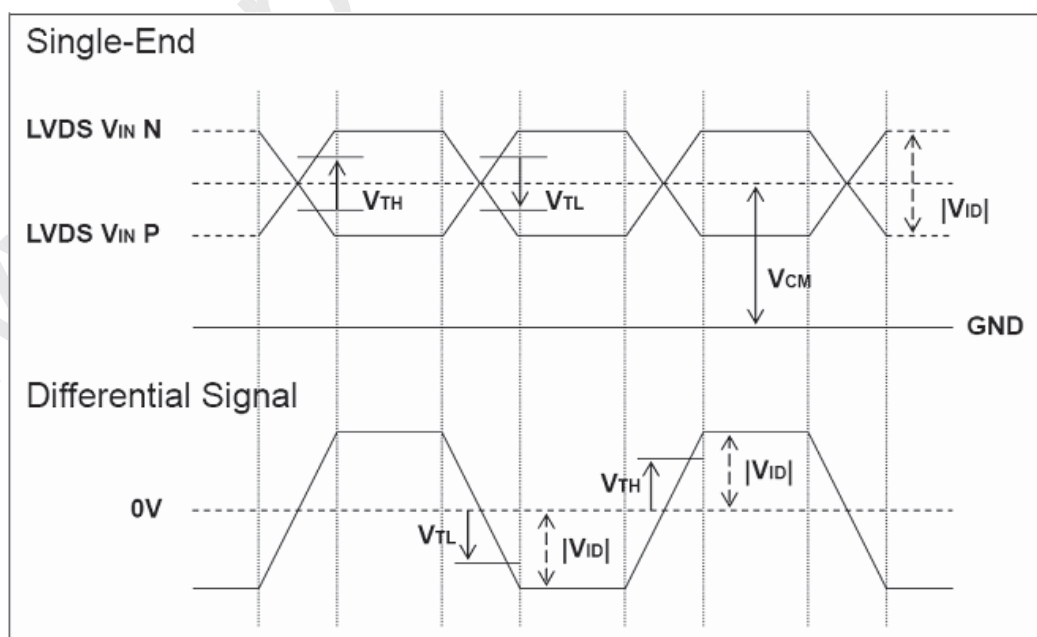 Single-End
LVDS VIN N
VTH
VTL
|VID|
LVDS VIN P
VCM
GND
Differential Signal
|VID|
VTH
0V
VTL
|VID|